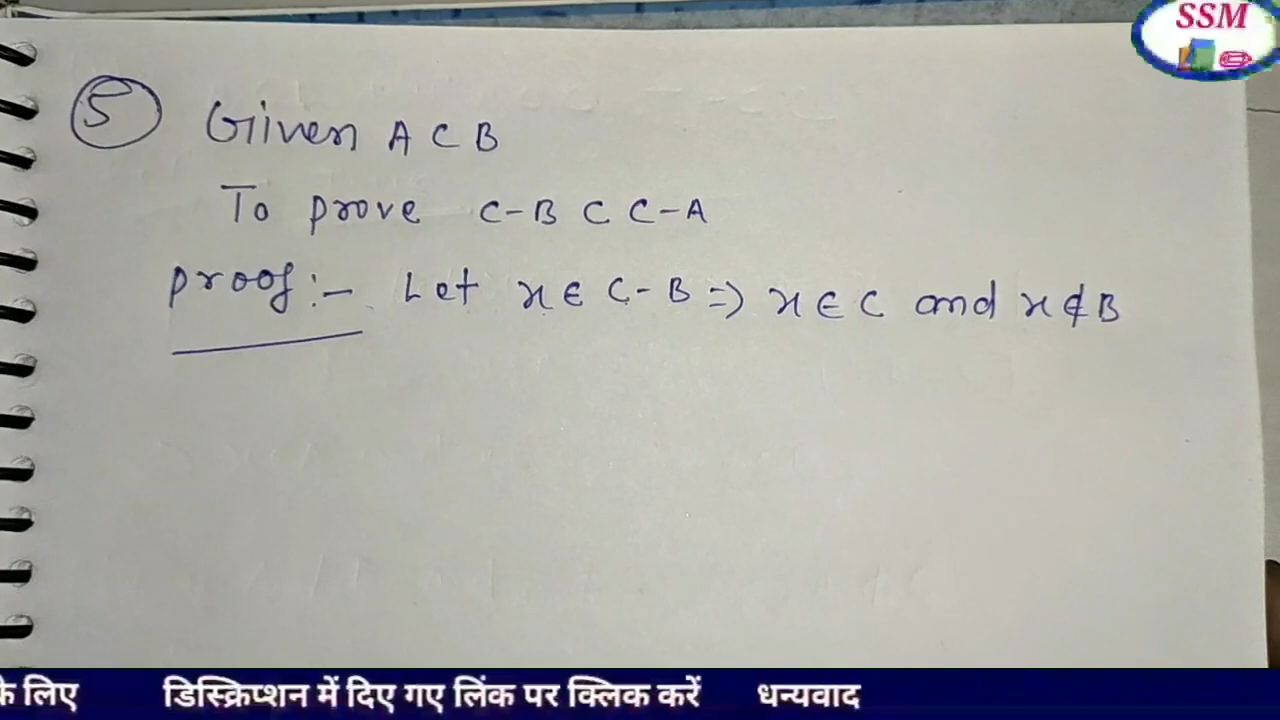 SSM
5 Given A ⊂ B
To prove C-B ⊂ C-A
proof:- Let x ∈ C-B => x ∈ C and x ∉ B
के लिए डिस्क्रिप्शन में दिए गए लिंक पर क्लिक करें धन्यवाद